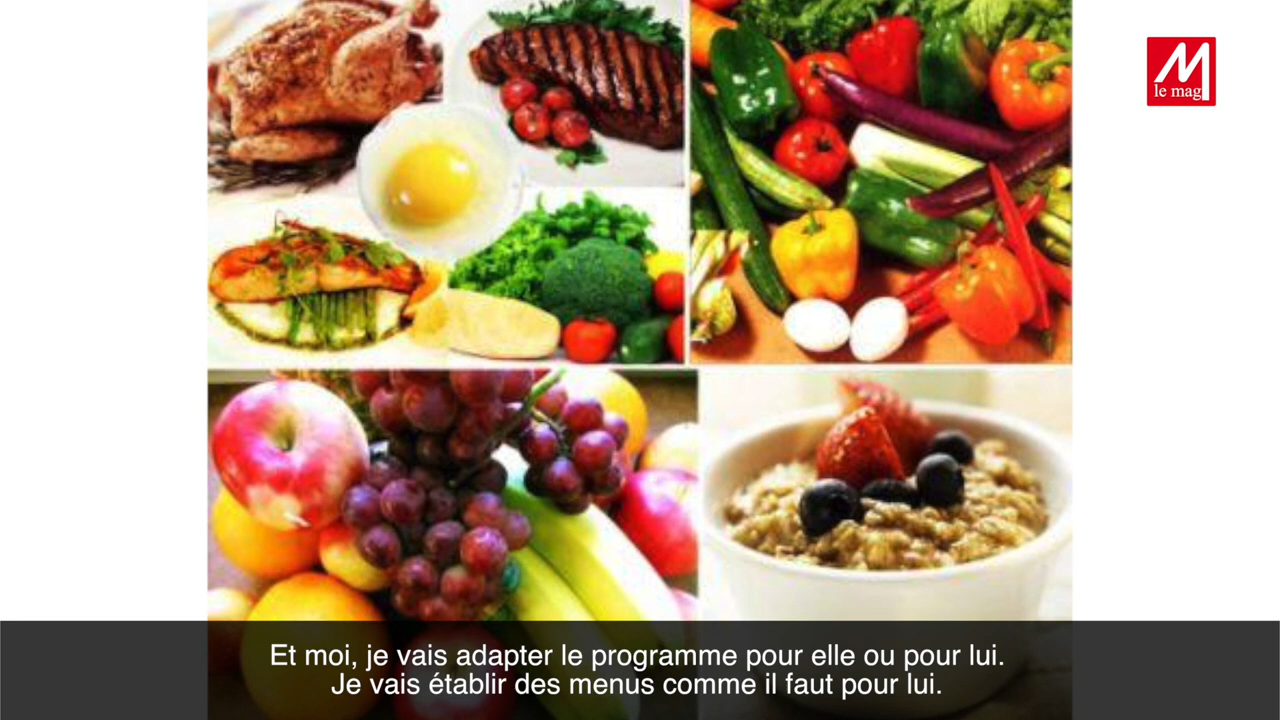 M
le mag
Et moi, je vais adapter le programme pour elle ou pour lui.
Je vais établir des menus comme il faut pour lui.